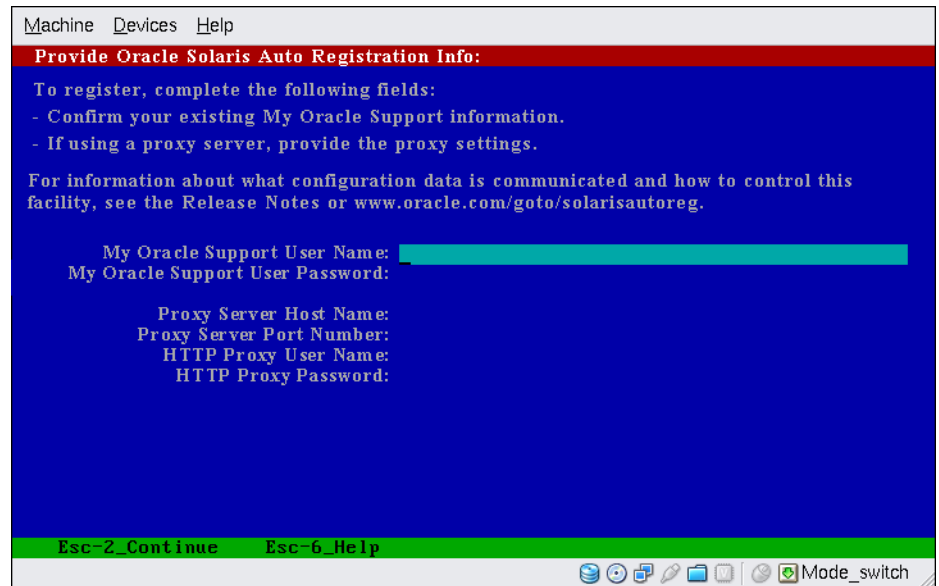 Machine Devices Help
Provide Oracle Solaris Auto Registration Info:
To register, complete the following fields:
- Confirm your existing My Oracle Support information.
- If using a proxy server, provide the proxy settings.
For information about what configuration data is communicated and how to control this
facility, see the Release Notes or www.oracle.com/goto/solarisautoreg.
My Oracle Support User Name:
My Oracle Support User Password:
Proxy Server Host Name:
Proxy Server Port Number:
HTTP Proxy User Name:
HTTP Proxy Password:
Esc-2_Continue Esc-6_Help
Mode_switch